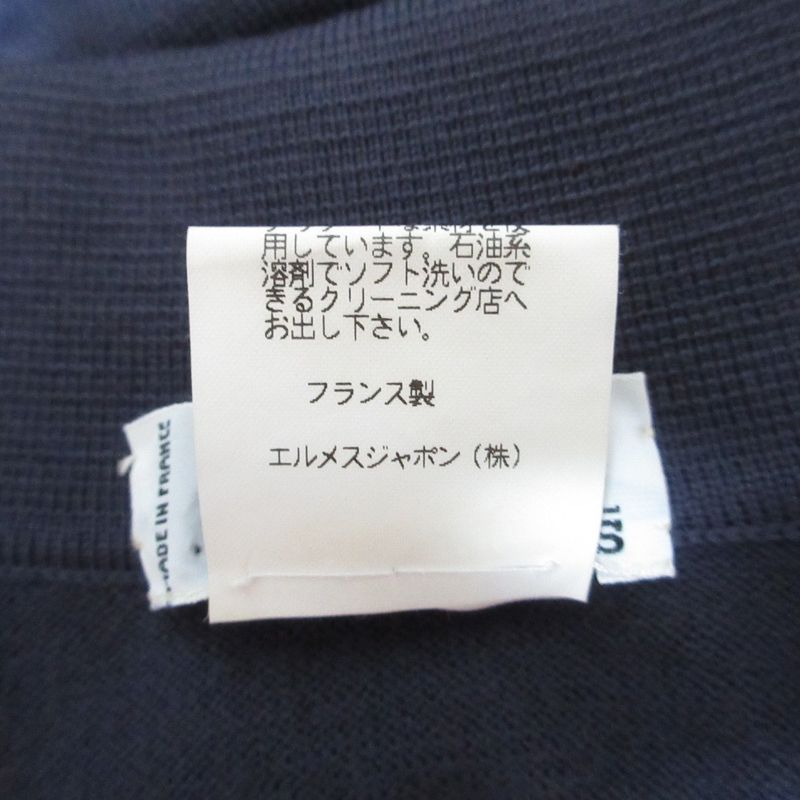 用しています。石油系
溶剤でソフト洗いので
きるクリーニング店へ
お出し下さい。
フランス製
エルメスジャポン（株）
MADE IN FRANCE